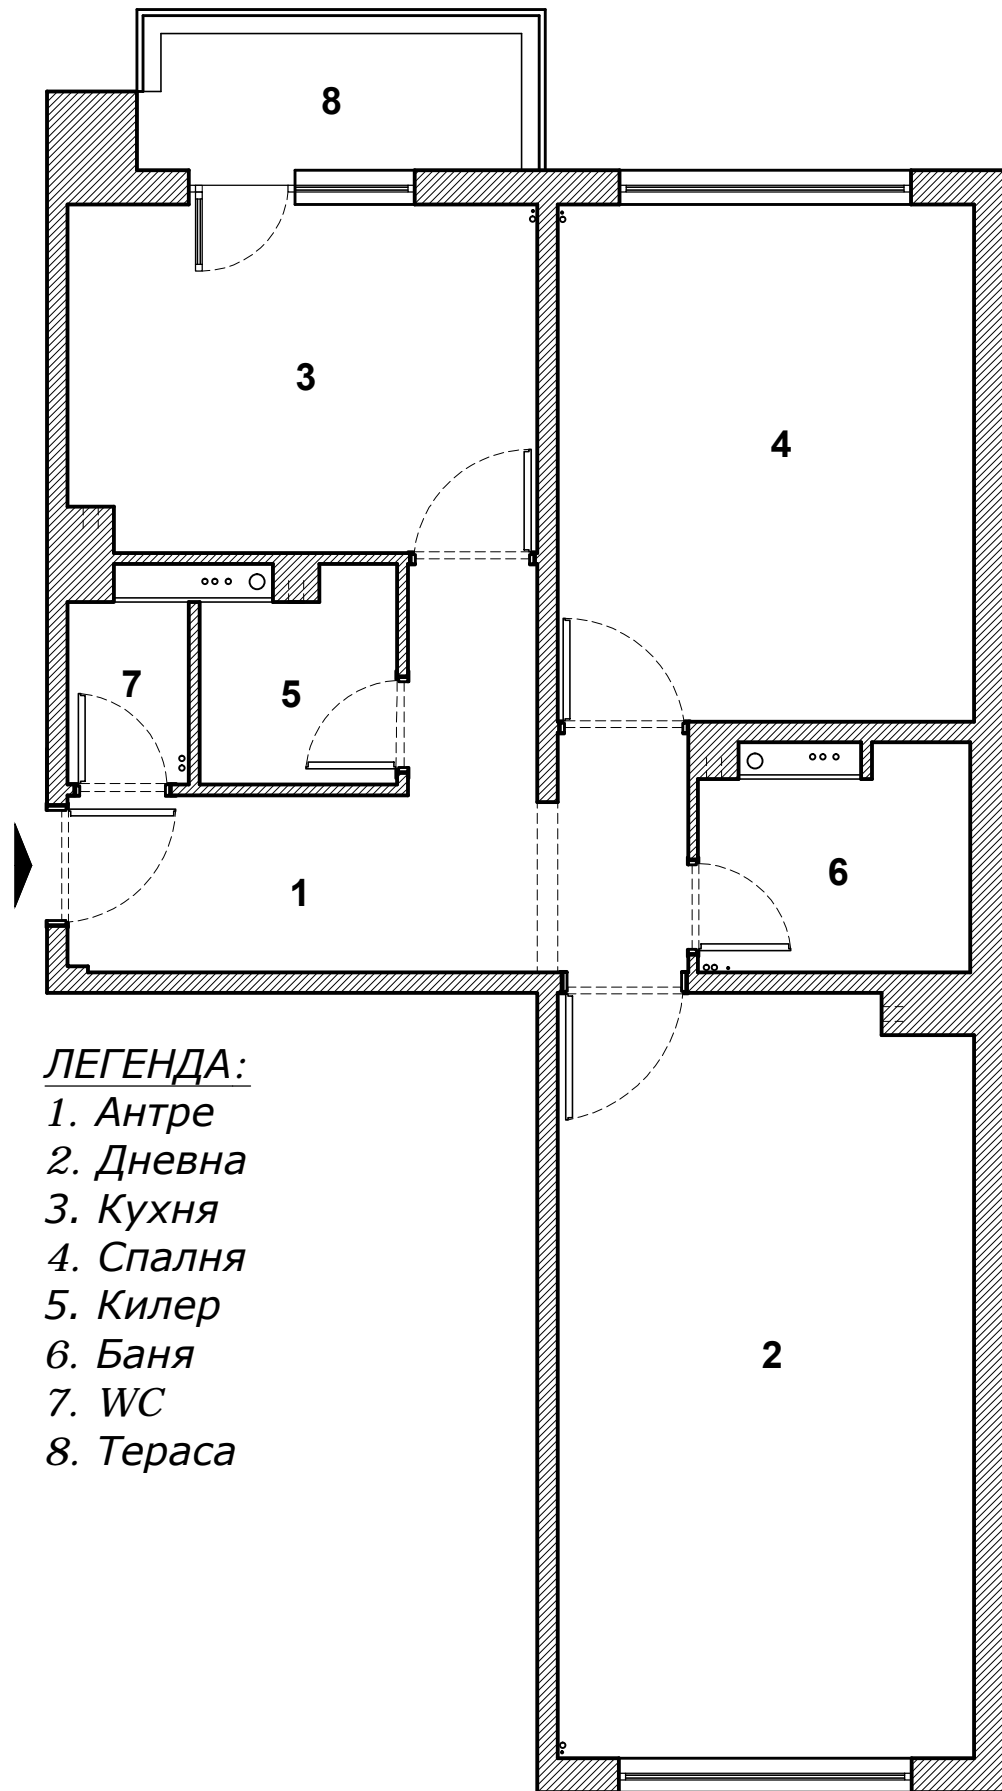 8
3
4
7
5
6
1
ЛЕГЕНДА:
1. Антре
2. Дневна
3. Кухня
4. Спалня
5. Килер
6. Баня
7. WC
8. Тераса
2